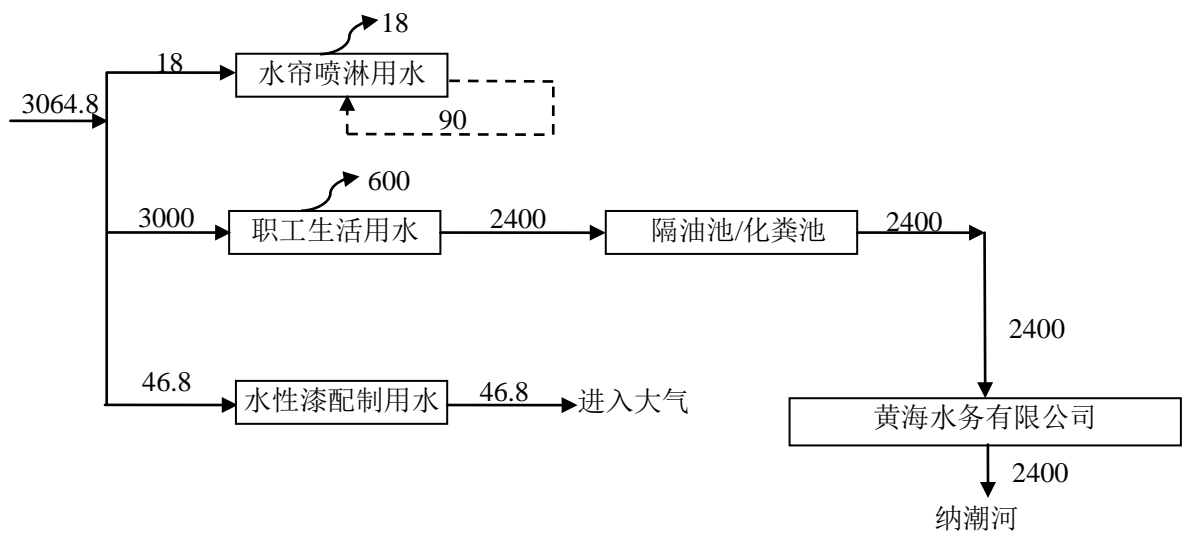 18
18
水帘喷淋用水
3064.8
90
600
3000
职工生活用水
2400
隔油池/化粪池
2400
2400
46.8
水性漆配制用水
46.8
进入大气
黄海水务有限公司
2400
纳潮河